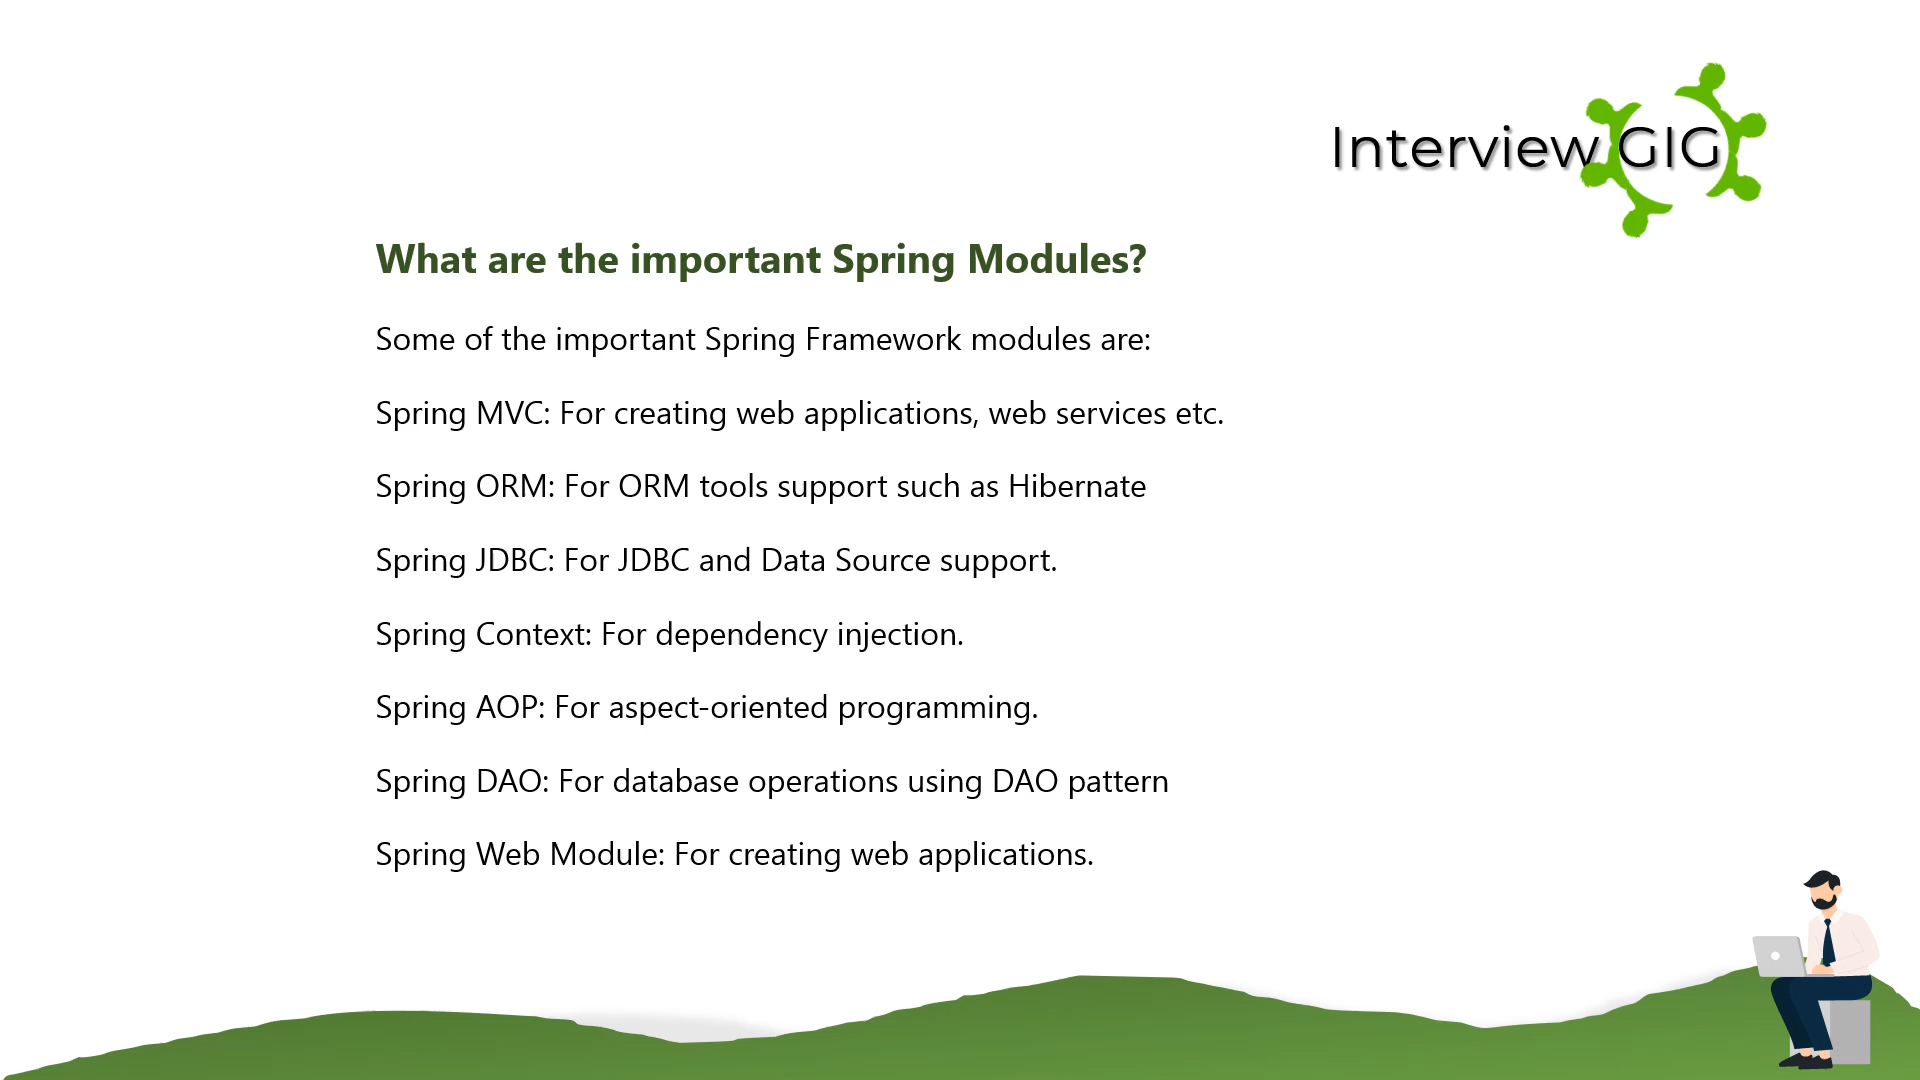 Interview GIG
What are the important Spring Modules?
Some of the important Spring Framework modules are:
Spring MVC: For creating web applications, web services etc.
Spring ORM: For ORM tools support such as Hibernate
Spring JDBC: For JDBC and Data Source support.
Spring Context: For dependency injection.
Spring AOP: For aspect-oriented programming.
Spring DAO: For database operations using DAO pattern
Spring Web Module: For creating web applications.